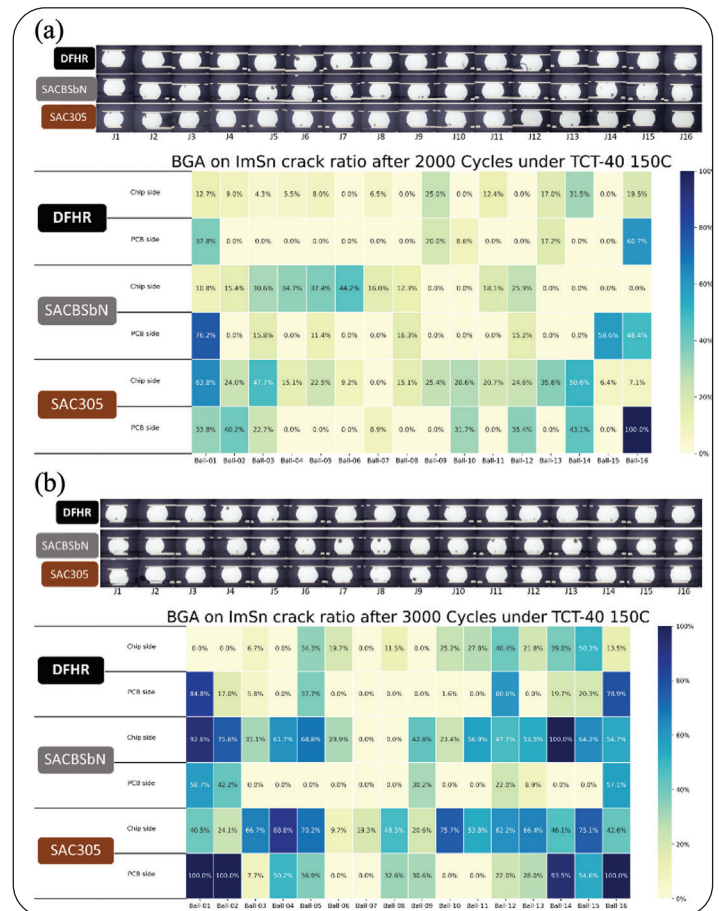 (a)
DFHR
SACBSbN
SAC305
J1 J2 J3 J4 J5 J6 J7 J8 J9 J10 J11 J12 J13 J14 J15 J16
BGA on ImSn crack ratio after 2000 Cycles under TCT-40 150C
100%
Chip side 12.7% 9.0% 4.3% 5.5% 8.0% 0.0% 6.5% 0.0% 25.0% 0.0% 12.4% 0.0% 17.0% 31.5% 0.0% 19.5%
DFHR
80%
PCB side 37.8% 0.0% 0.0% 0.0% 0.0% 0.0% 0.0% 0.0% 20.0% 8.6% 0.0% 0.0% 17.2% 0.0% 0.0% 60.7%
Chip side 10.8% 15.4% 30.6% 34.7% 37.4% 44.2% 16.0% 12.3% 0.0% 0.0% 18.1% 25.9% 0.0% 0.0% 0.0% 0.0%
60%
SACBSbN
PCB side 76.2% 0.0% 15.8% 0.0% 11.4% 0.0% 0.0% 16.3% 0.0% 0.0% 0.0% 15.2% 0.0% 0.0% 58.6% 48.4%
40%
Chip side 63.8% 24.0% 47.7% 15.1% 22.5% 9.2% 0.0% 15.1% 25.4% 20.6% 20.7% 24.6% 35.6% 50.6% 6.4% 7.1%
SAC305
20%
PCB side 33.8% 40.2% 22.7% 0.0% 0.0% 0.0% 8.9% 0.0% 0.0% 31.7% 0.0% 35.4% 0.0% 43.1% 0.0% 100.0%
0%
Ball-01 Ball-02 Ball-03 Ball-04 Ball-05 Ball-06 Ball-07 Ball-08 Ball-09 Ball-10 Ball-11 Ball-12 Ball-13 Ball-14 Ball-15 Ball-16
(b)
DFHR
SACBSbN
SAC305
J1 J2 J3 J4 J5 J6 J7 J8 J9 J10 J11 J12 J13 J14 J15 J16
BGA on ImSn crack ratio after 3000 Cycles under TCT-40 150C
100%
Chip side 0.0% 0.0% 6.7% 0.0% 34.3% 19.7% 0.0% 11.5% 0.0% 25.2% 27.8% 40.4% 21.8% 39.8% 50.3% 13.5%
DFHR
80%
PCB side 84.8% 17.0% 5.8% 0.0% 37.7% 0.0% 0.0% 0.0% 0.0% 1.6% 0.0% 60.6% 0.0% 19.7% 20.3% 78.9%
Chip side 92.6% 75.6% 31.1% 61.7% 68.8% 29.9% 0.0% 0.0% 42.8% 23.4% 56.9% 47.7% 53.5% 100.0% 64.2% 54.7%
60%
SACBSbN
PCB side 58.7% 42.2% 0.0% 0.0% 0.0% 0.0% 0.0% 0.0% 30.2% 0.0% 0.0% 22.0% 8.9% 0.0% 0.0% 57.1%
40%
Chip side 40.5% 24.1% 66.7% 88.8% 70.2% 9.7% 19.3% 48.3% 20.6% 75.7% 53.8% 62.2% 66.4% 46.1% 75.1% 42.6%
SAC305
20%
PCB side 100.0% 100.0% 7.7% 50.2% 36.9% 0.0% 0.0% 32.6% 30.6% 0.0% 0.0% 22.0% 28.0% 93.5% 54.6% 100.0%
0%
Ball-01 Ball-02 Ball-03 Ball-04 Ball-05 Ball-06 Ball-07 Ball-08 Ball-09 Ball-10 Ball-11 Ball-12 Ball-13 Ball-14 Ball-15 Ball-16